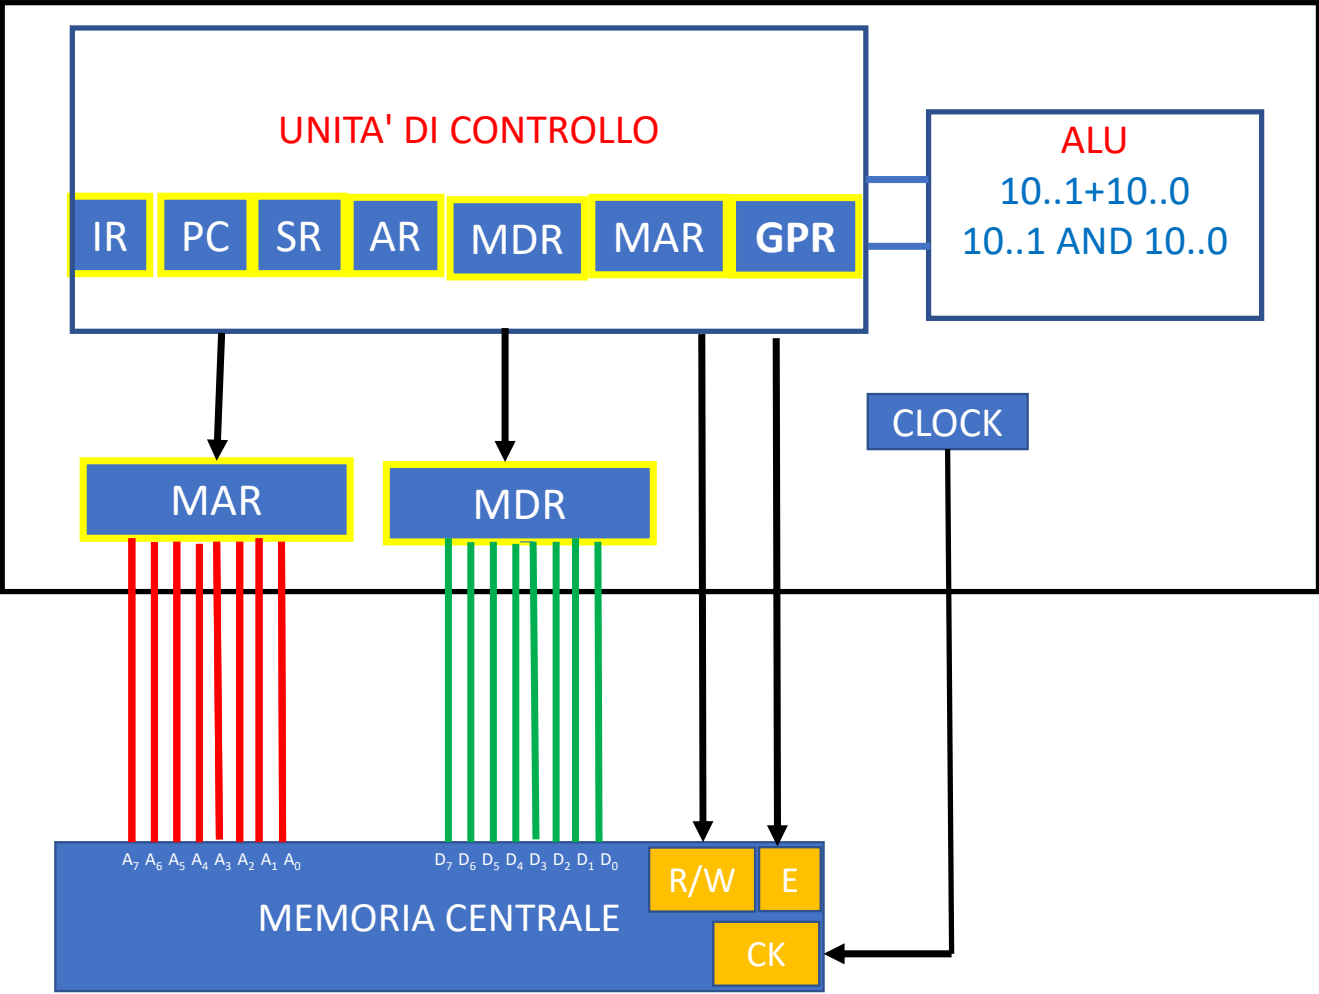 UNITA' DI CONTROLLO
ALU
10..1+10..0
10..1 AND 10..0
IR PC SR AR MDR MAR GPR
CLOCK
MAR MDR
A₇ A₆ A₅ A₄ A₃ A₂ A₁ A₀ D₇ D₆ D₅ D₄ D₃ D₂ D₁ D₀
R/W E
MEMORIA CENTRALE
CK